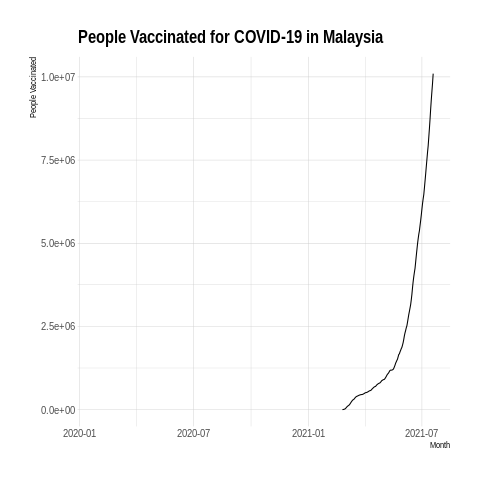 People Vaccinated for COVID-19 in Malaysia
People Vaccinated
1.0e+07
7.5e+06
5.0e+06
2.5e+06
0.0e+00
2020-01 2020-07 2021-01 2021-07
Month